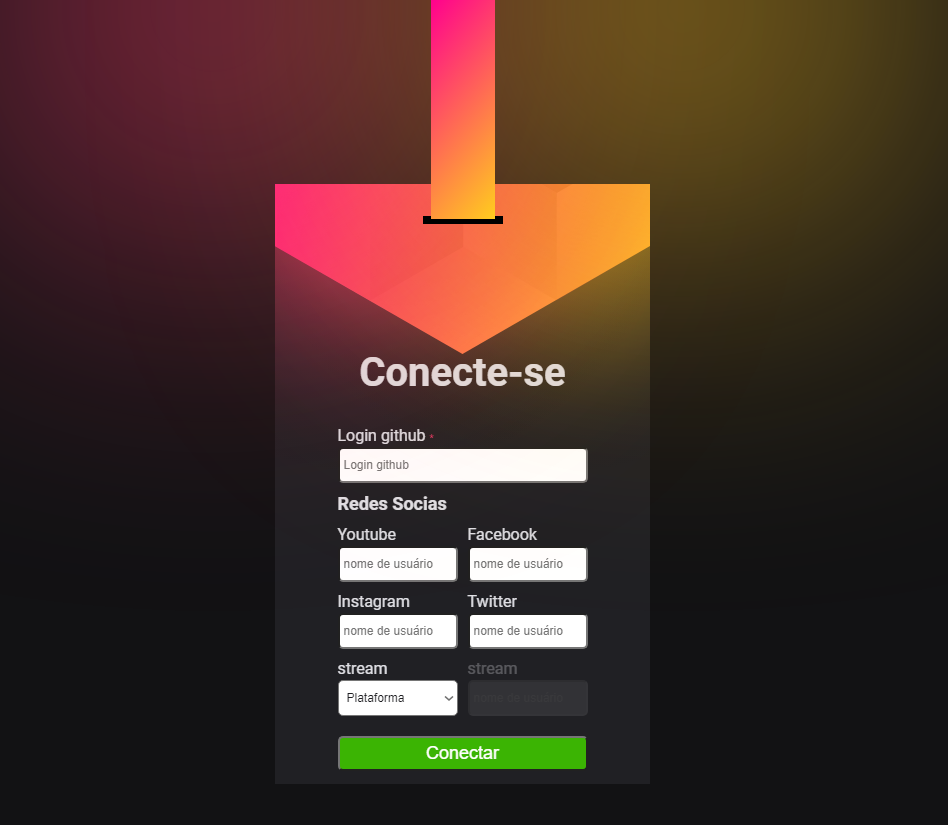 Conecte-se
Login github *
Login github
Redes Socias
Youtube Facebook
nome de usuário nome de usuário
Instagram Twitter
nome de usuário nome de usuário
stream stream
Plataforma nome de usuário
Conectar